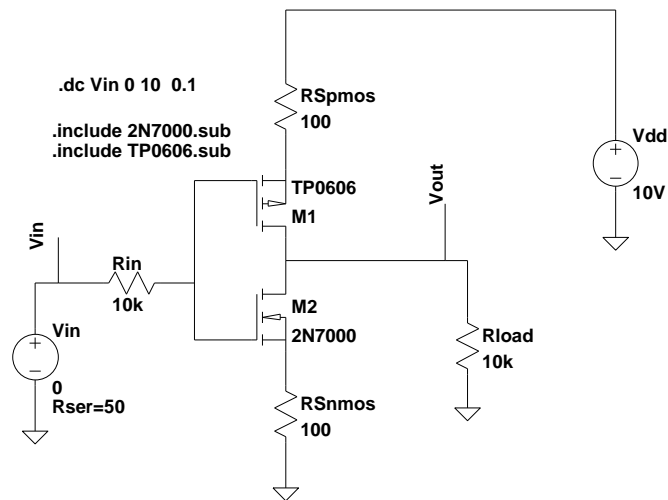 .dc Vin 0 10 0.1
.include 2N7000.sub
.include TP0606.sub
RSpmos
100
Vdd
10V
TP0606
M1
Vout
Vin
Rin
10k
M2
2N7000
Vin
0
Rser=50
Rload
10k
RSnmos
100